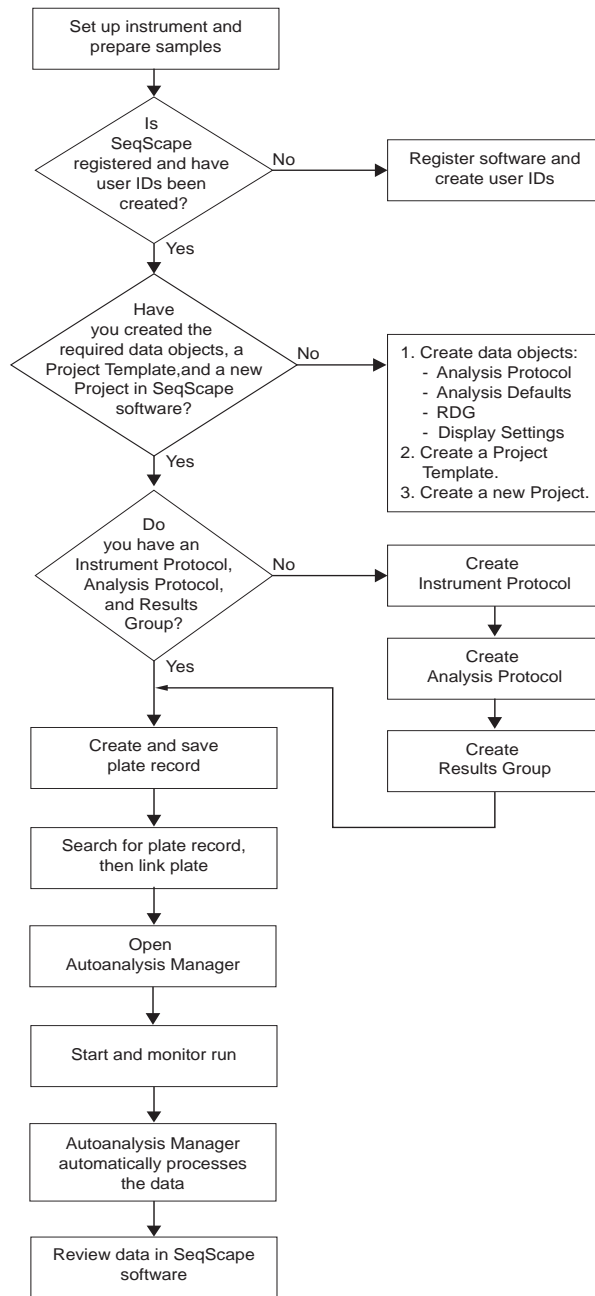 Set up instrument and
prepare samples
Is
SeqScape
registered and have
user IDs been
created?
No
Register software and
create user IDs
Yes
Have
you created the
required data objects, a
Project Template,and a new
Project in SeqScape
software?
No
1. Create data objects:
- Analysis Protocol
- Analysis Defaults
- RDG
- Display Settings
2. Create a Project
Template.
3. Create a new Project.
Yes
Do
you have an
Instrument Protocol,
Analysis Protocol,
and Results
Group?
No
Create
Instrument Protocol
Create
Analysis Protocol
Create
Results Group
Yes
Create and save
plate record
Search for plate record,
then link plate
Open
Autoanalysis Manager
Start and monitor run
Autoanalysis Manager
automatically processes
the data
Review data in SeqScape
software